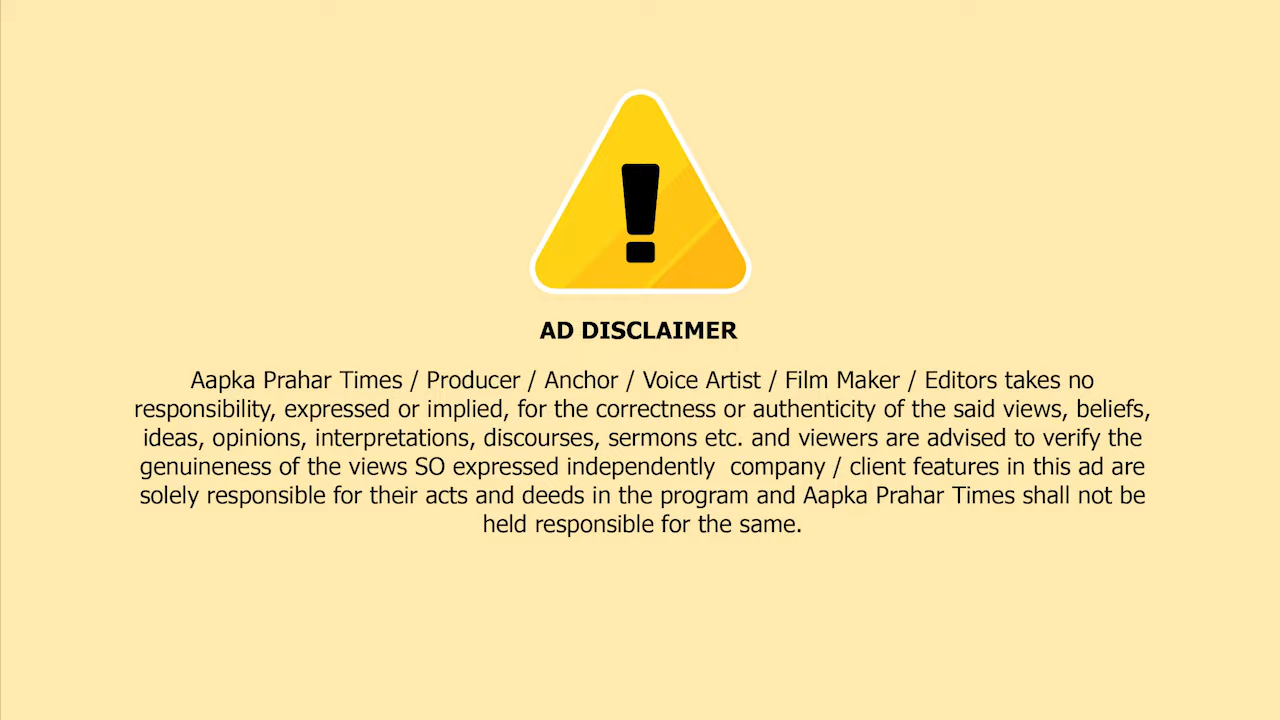 AD DISCLAIMER
Aapka Prahar Times / Producer / Anchor / Voice Artist / Film Maker / Editors takes no
responsibility, expressed or implied, for the correctness or authenticity of the said views, beliefs,
ideas, opinions, interpretations, discourses, sermons etc. and viewers are advised to verify the
genuineness of the views SO expressed independently  company / client features in this ad are
solely responsible for their acts and deeds in the program and Aapka Prahar Times shall not be
held responsible for the same.